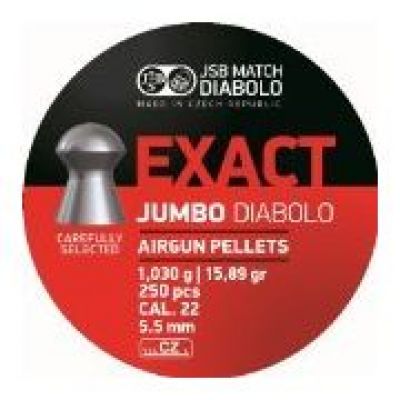 JSB MATCH
DIABOLO
MADE IN CZECH REPUBLIC
EXACT
JUMBO DIABOLO
CAREFULLY
SELECTED
AIRGUN PELLETS
1,030 g | 15,89 gr
250 pcs
CAL. 22
5.5 mm
CZ